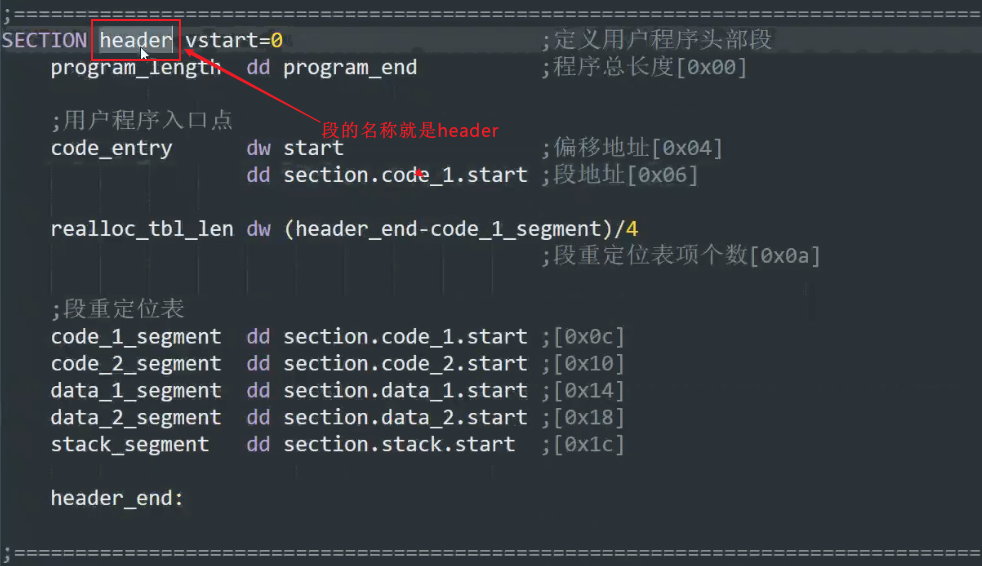 ;===============================================================================
SECTION header vstart=0                     ;定义用户程序头部段
    program_length  dd program_end          ;程序总长度[0x00]
    ;用户程序入口点
段的名称就是header
    code_entry      dw start                ;偏移地址[0x04]
                    dd section.code_1.start ;段地址[0x06]
    realloc_tbl_len dw (header_end-code_1_segment)/4
                                            ;段重定位表项个数[0x0a]
    ;段重定位表
    code_1_segment  dd section.code_1.start ;[0x0c]
    code_2_segment  dd section.code_2.start ;[0x10]
    data_1_segment  dd section.data_1.start ;[0x14]
    data_2_segment  dd section.data_2.start ;[0x18]
    stack_segment   dd section.stack.start  ;[0x1c]
    header_end:
;===============================================================================